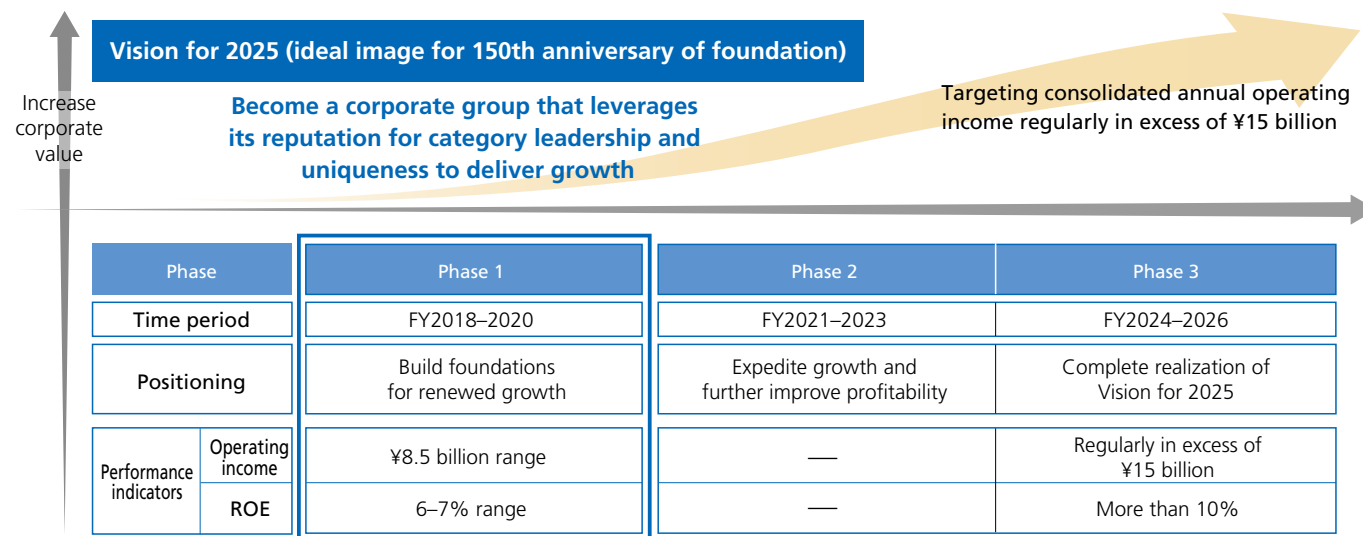 Vision for 2025 (ideal image for 150th anniversary of foundation)
Increase
corporate
value
Become a corporate group that leverages
its reputation for category leadership and
uniqueness to deliver growth
Targeting consolidated annual operating
income regularly in excess of ¥15 billion
Phase
Phase 1
Phase 2
Phase 3
Time period
FY2018–2020
FY2021–2023
FY2024–2026
Positioning
Build foundations
for renewed growth
Expedite growth and
further improve profitability
Complete realization of
Vision for 2025
Performance
indicators
Operating
income
¥8.5 billion range
—
Regularly in excess of
¥15 billion
ROE
6–7% range
—
More than 10%